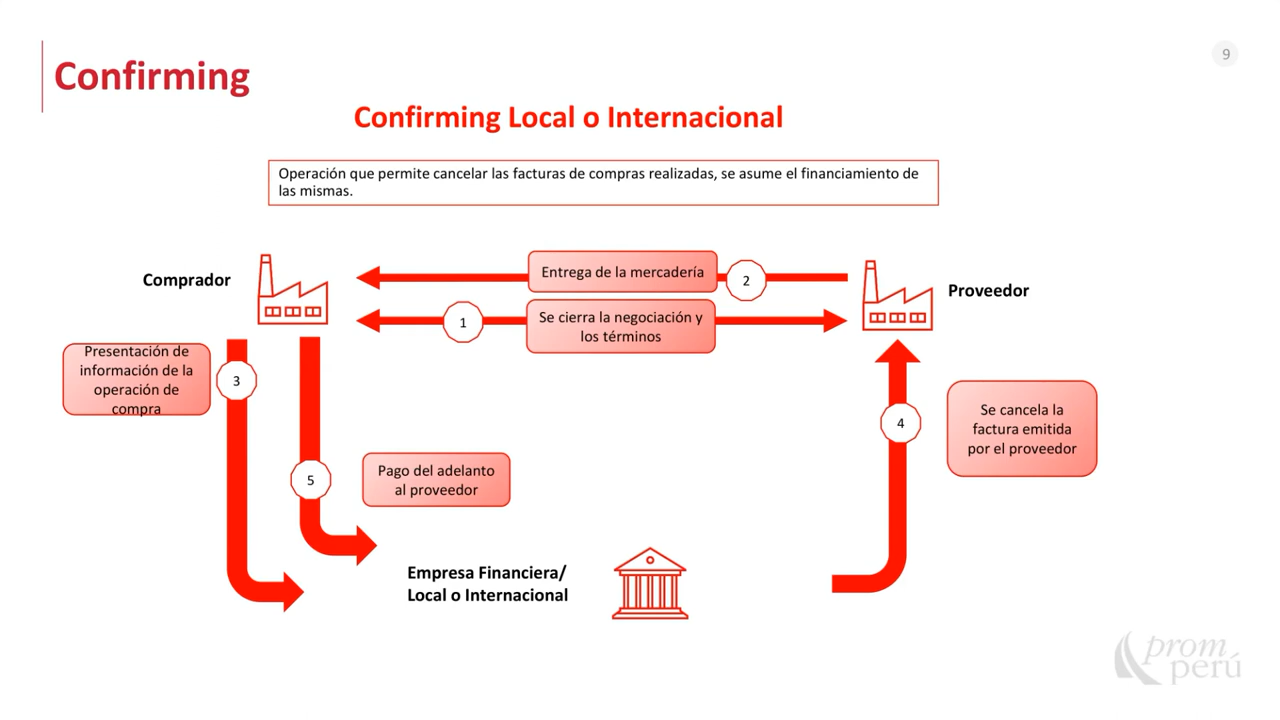 9
Confirming
Confirming Local o Internacional
Operación que permite cancelar las facturas de compras realizadas, se asume el financiamiento de
las mismas.
Comprador
Entrega de la mercadería
2
Proveedor
1
Se cierra la negociación y
los términos
Presentación de
información de la
operación de
compra
3
4
Se cancela la
factura emitida
por el proveedor
5
Pago del adelanto
al proveedor
Empresa Financiera/
Local o Internacional
prom
perú